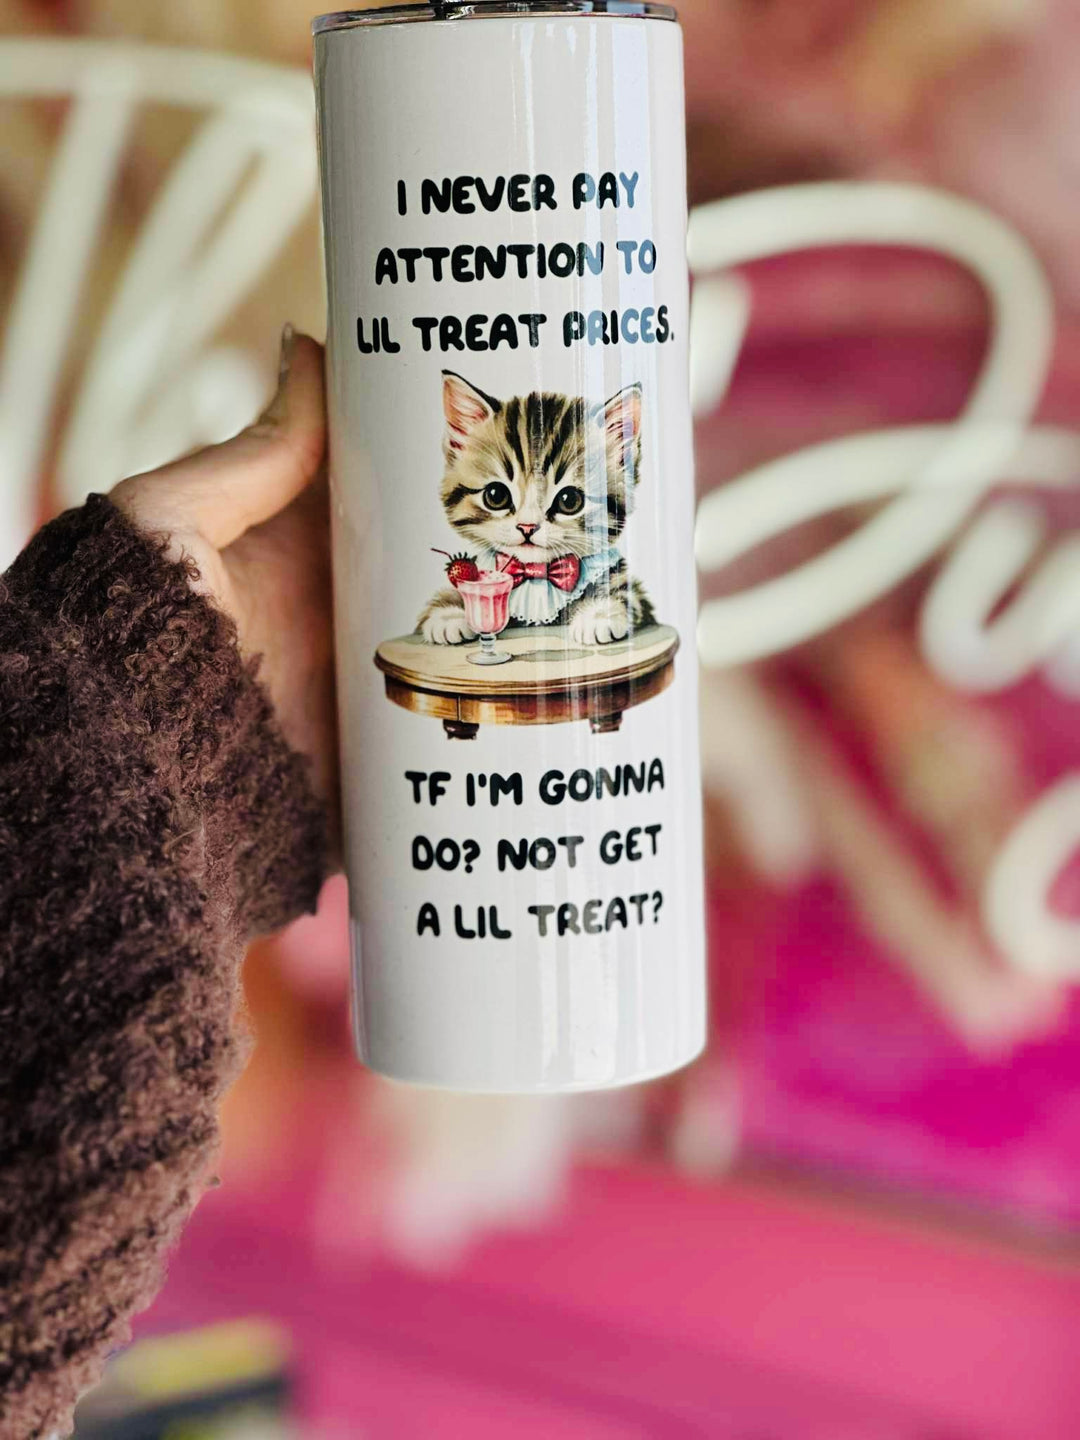 I NEVER PAY
ATTENTION TO
LIL TREAT PRICES.
TF I'M GONNA
DO? NOT GET
A LIL TREAT?